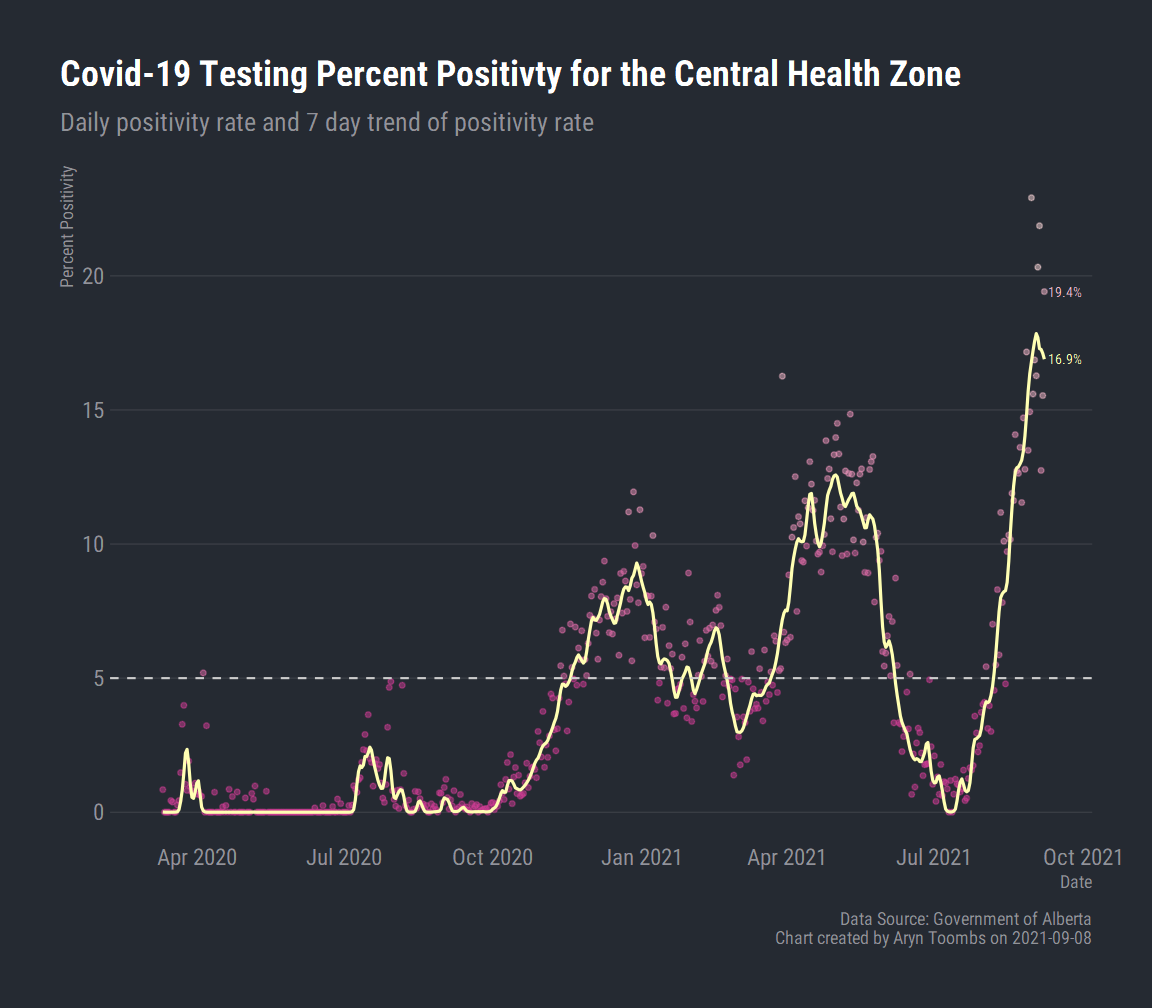 Covid-19 Testing Percent Positivty for the Central Health Zone
Daily positivity rate and 7 day trend of positivity rate
Percent Positivity
20
19.4%
16.9%
15
10
5
0
Apr 2020 Jul 2020 Oct 2020 Jan 2021 Apr 2021 Jul 2021 Oct 2021
Date
Data Source: Government of Alberta
Chart created by Aryn Toombs on 2021-09-08